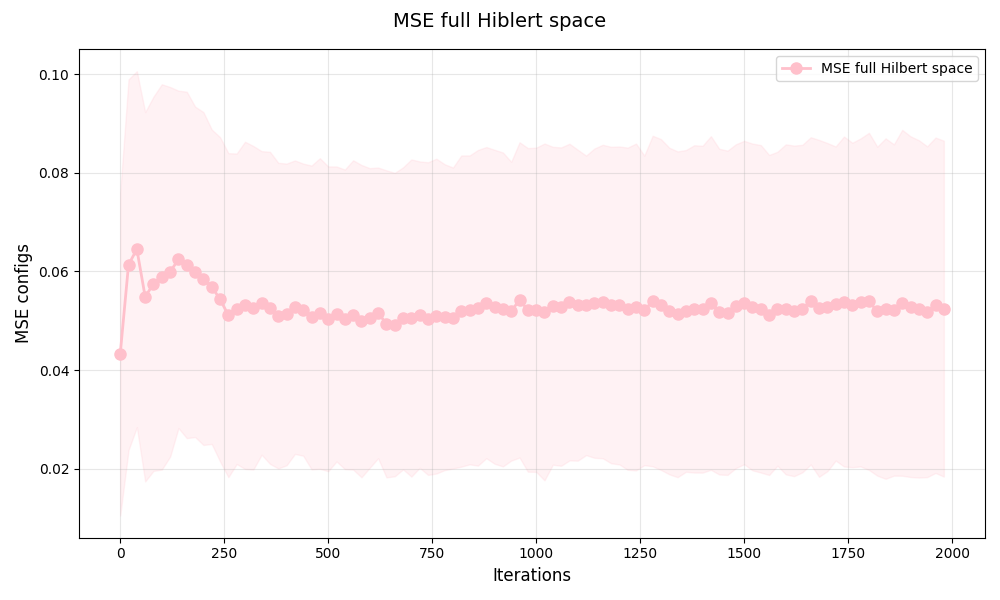 MSE full Hiblert space
MSE full Hilbert space
MSE configs
0.10
0.08
0.06
0.04
0.02
0 250 500 750 1000 1250 1500 1750 2000
Iterations